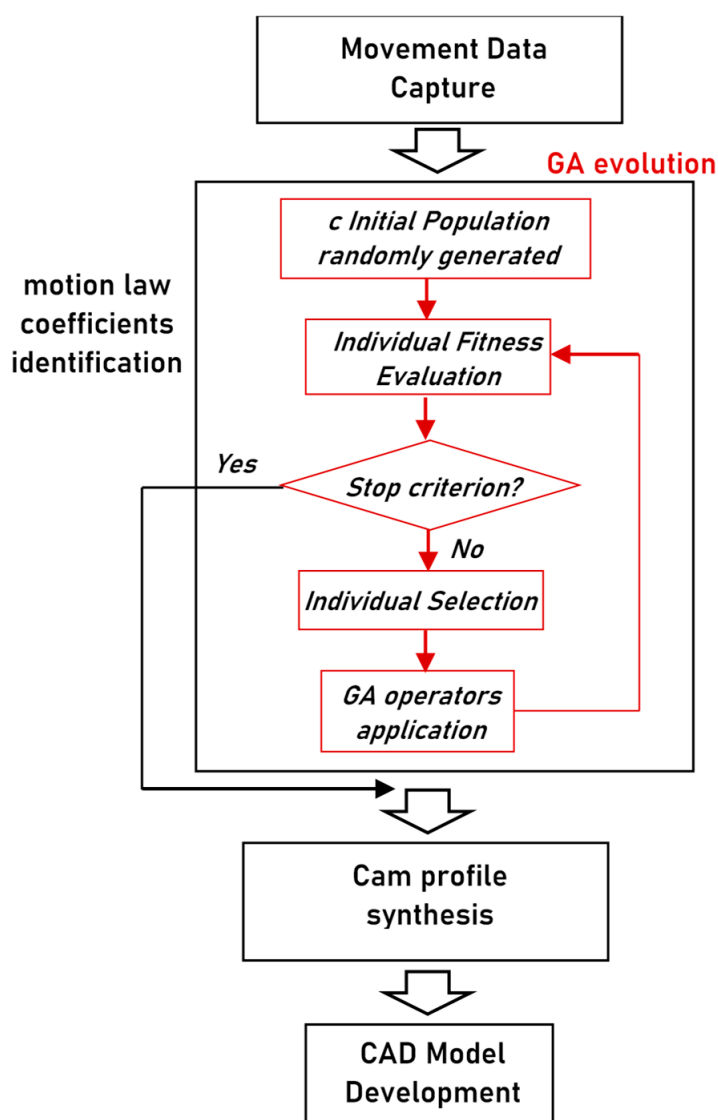 Movement Data
Capture
GA evolution
c Initial Population
randomly generated
motion law
coefficients
identification
Individual Fitness
Evaluation
Yes
Stop criterion?
No
Individual Selection
GA operators
application
Cam profile
synthesis
CAD Model
Development